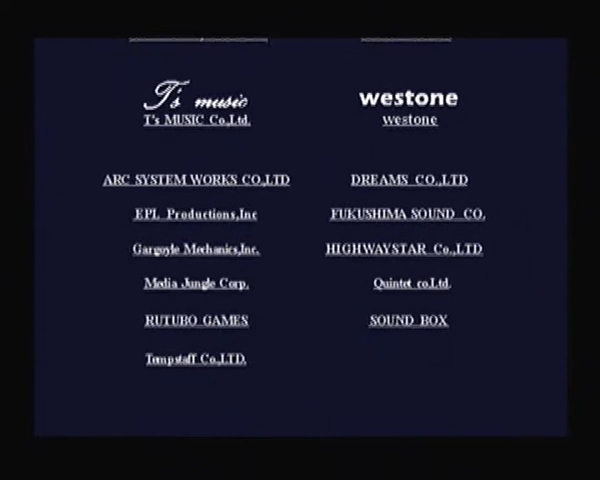 T's music westone
T's MUSIC Co.,Ltd. westone
ARC SYSTEM WORKS CO.,LTD DREAMS CO.,LTD
EPL Productions,Inc FUKUSHIMA SOUND CO.
Gargoyle Mechanics,Inc. HIGHWAYSTAR Co.,LTD
Media Jungle Corp. Quintet co.Ltd.
RUTUBO GAMES SOUND BOX
Tempstaff Co.,LTD.